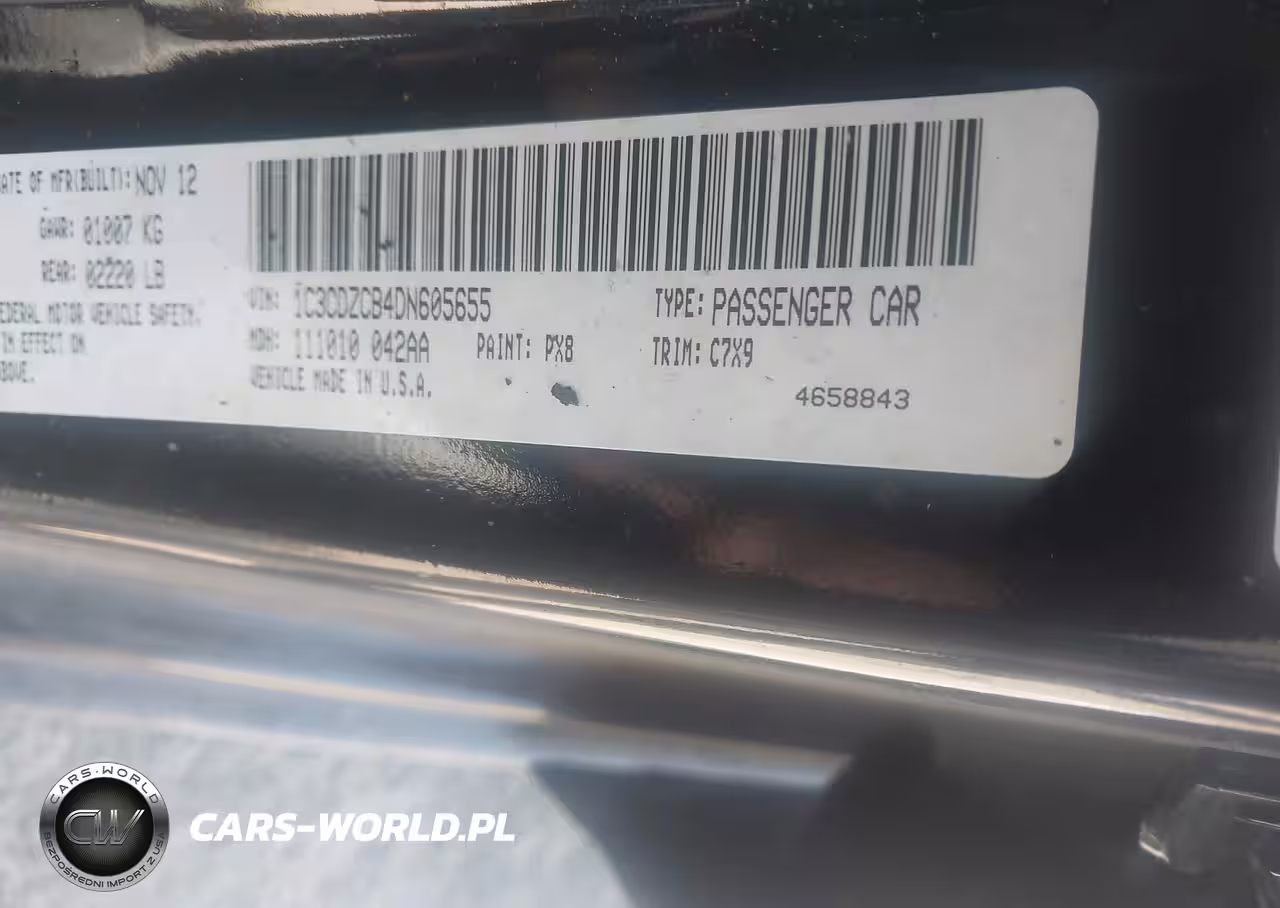 ATE OF MFR(BUILT): NOV 12
GAWR: 01007 KG
REAR: 02220 LB
EDERAL MOTOR VEHICLE SAFETY
IN EFFECT ON
BOVE.
VIN: 1C3CDZCB4DN605655
TYPE: PASSENGER CAR
MDH: 111010 042AA
PAINT: PX8
TRIM: C7X9
VEHICLE MADE IN U.S.A.
4658843
CARS-WORLD
CW
BEZPOŚREDNI IMPORT Z USA
CARS-WORLD.PL